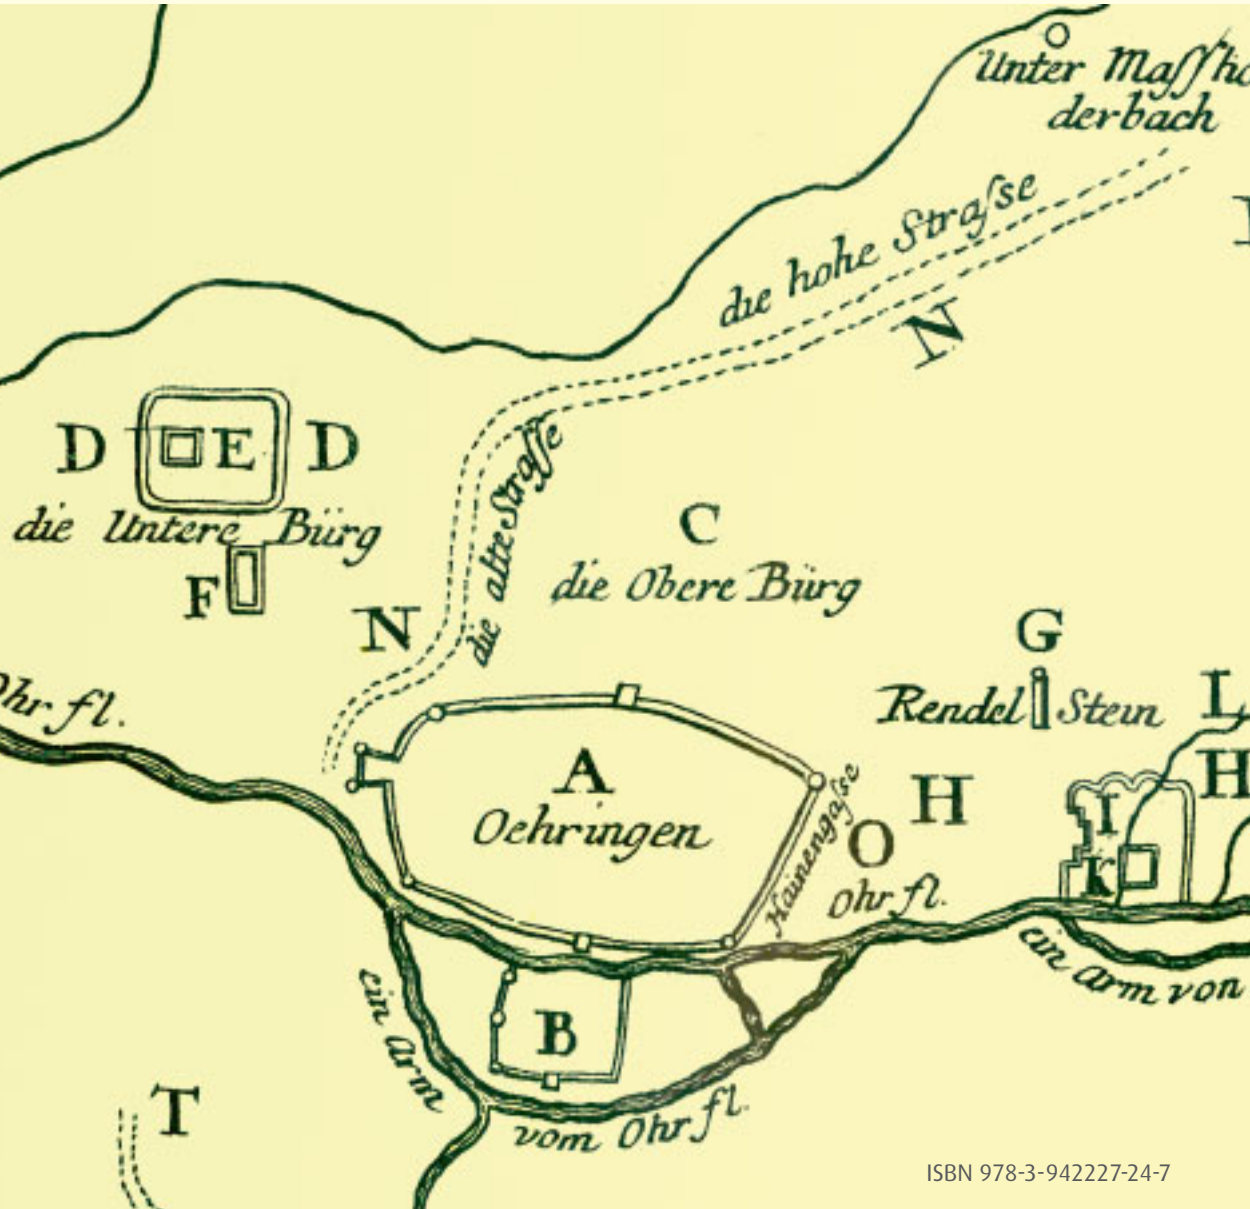 Unter Maſſho
derbach
die hohe Straſse
N
D E D
die Untere Bürg
F
N
die alte Straſſe
C
die Obere Bürg
G
Rendel Stein
L
Ohr fl.
A
Oehringen
Hainengaſse
O
H
H
I
K
Ohr fl.
ein arm von
ein arm
B
vom Ohr fl.
T
ISBN 978-3-942227-24-7